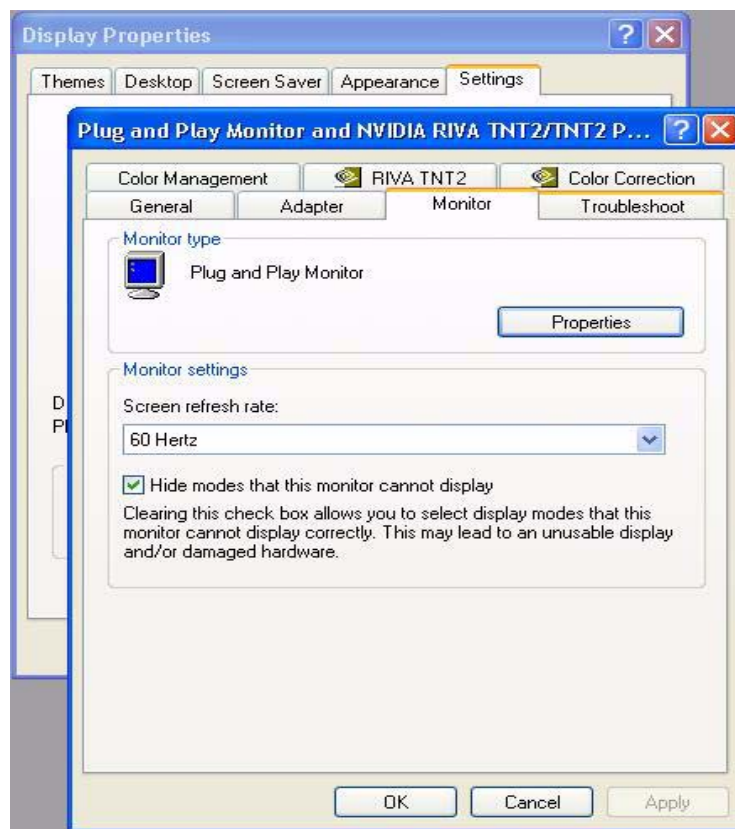 Display Properties
Themes Desktop Screen Saver Appearance Settings
Plug and Play Monitor and NVIDIA RIVA TNT2/TNT2 P...
Color Management RIVA TNT2 Color Correction
General Adapter Monitor Troubleshoot
Monitor type
Plug and Play Monitor
Properties
Monitor settings
D
Screen refresh rate:
Pl
60 Hertz
Hide modes that this monitor cannot display
Clearing this check box allows you to select display modes that this
monitor cannot display correctly. This may lead to an unusable display
and/or damaged hardware.
OK Cancel Apply